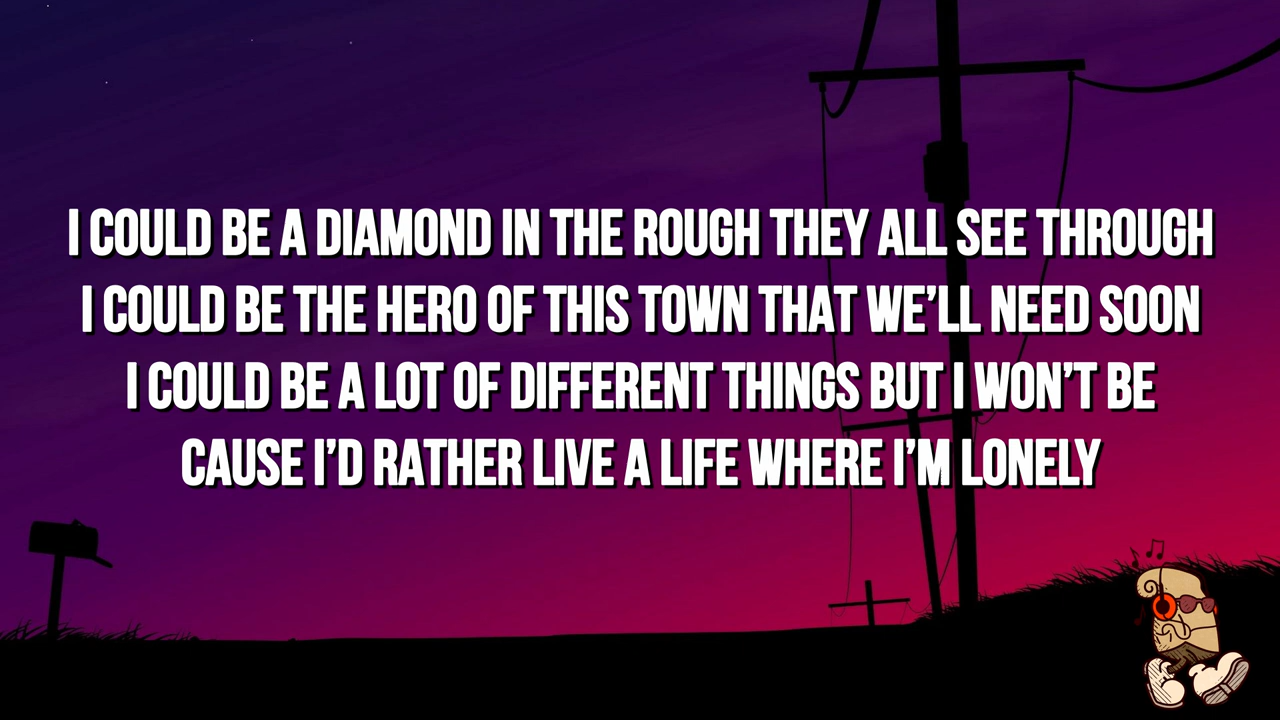 I COULD BE A DIAMOND IN THE ROUGH THEY ALL SEE THROUGH
I COULD BE THE HERO OF THIS TOWN THAT WE'LL NEED SOON
I COULD BE A LOT OF DIFFERENT THINGS BUT I WON'T BE
CAUSE I'D RATHER LIVE A LIFE WHERE I'M LONELY